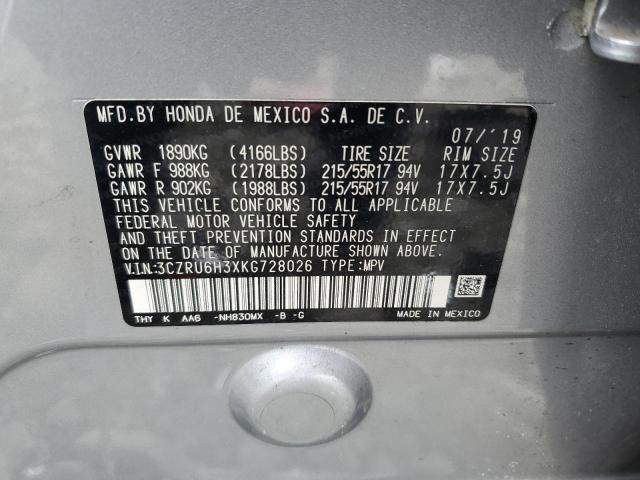 MFD.BY HONDA DE MEXICO S.A. DE C.V.
07/'19
GVWR 1890KG (4166LBS) TIRE SIZE RIM SIZE
GAWR F 988KG (2178LBS) 215/55R17 94V 17X7.5J
GAWR R 902KG (1988LBS) 215/55R17 94V 17X7.5J
THIS VEHICLE CONFORMS TO ALL APPLICABLE
FEDERAL MOTOR VEHICLE SAFETY
AND THEFT PREVENTION STANDARDS IN EFFECT
ON THE DATE OF MANUFACTURE SHOWN ABOVE.
V.I.N:3CZRU6H3XKG728026 TYPE:MPV
THY K AA6 -NH830MX -B -G MADE IN MEXICO